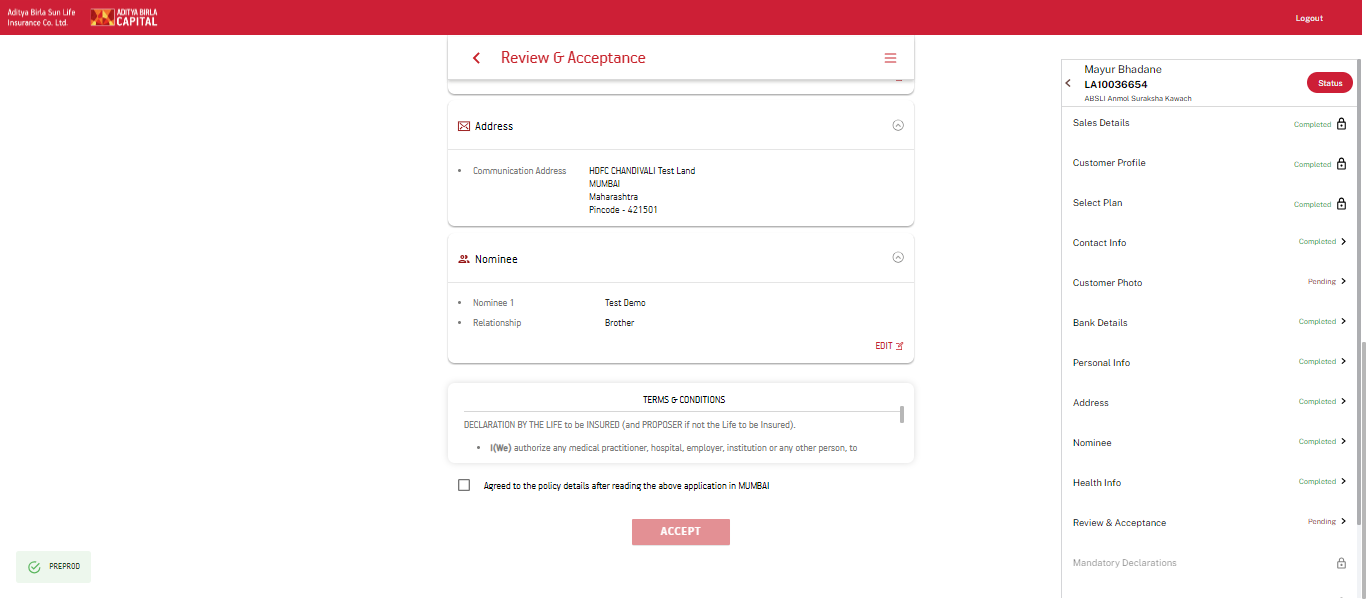 Aditya Birla Sun Life
Insurance Co. Ltd.
ADITYA BIRLA
CAPITAL
Logout
Review & Acceptance
Address
Communication Address HDFC CHANDIVALI Test Land
MUMBAI
Maharashtra
Pincode - 421501
Nominee
Nominee 1 Test Demo
Relationship Brother
EDIT
TERMS & CONDITIONS
DECLARATION BY THE LIFE to be INSURED (and PROPOSER if not the Life to be Insured).
I(We) authorize any medical practitioner, hospital, employer, institution or any other person, to
Agreed to the policy details after reading the above application in MUMBAI
ACCEPT
PREPROD
Mayur Bhadane
LA10036654
ABSLI Anmol Suraksha Kawach
Status
Sales Details Completed
Customer Profile Completed
Select Plan Completed
Contact Info Completed
Customer Photo Pending
Bank Details Completed
Personal Info Completed
Address Completed
Nominee Completed
Health Info Completed
Review & Acceptance Pending
Mandatory Declarations